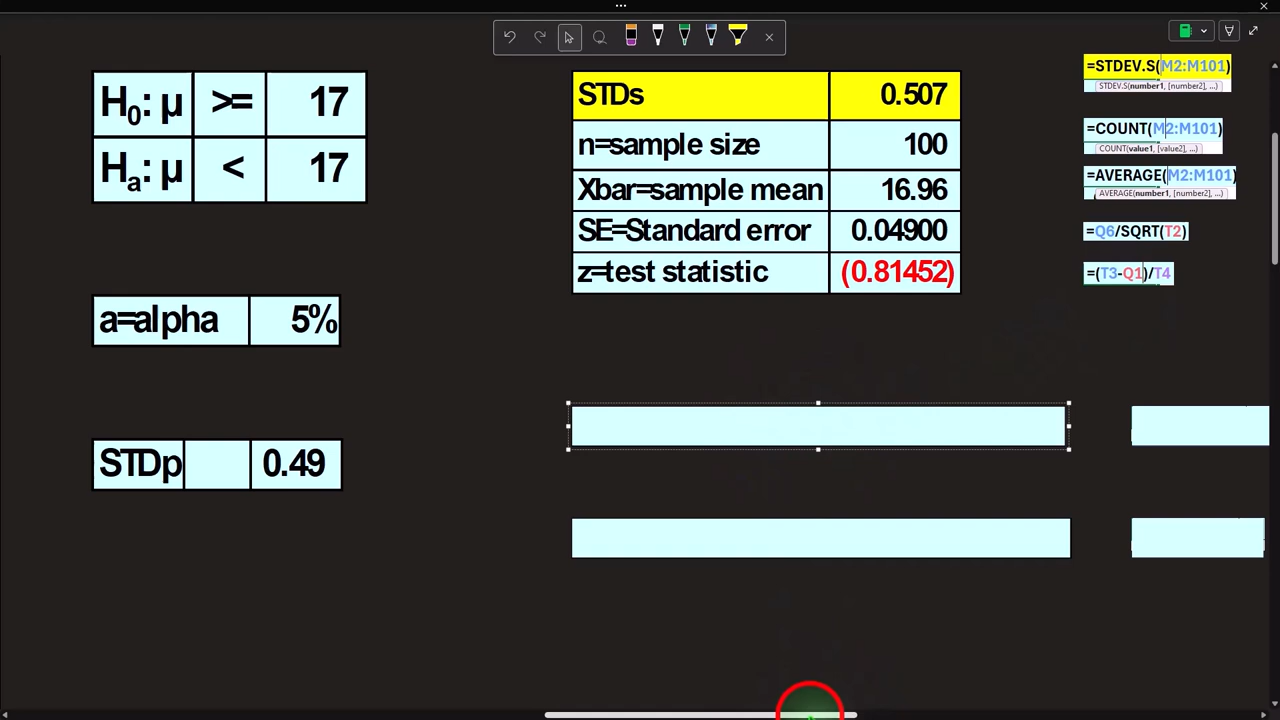 H0: µ >= 17
Ha: µ < 17
a=alpha 5%
STDp 0.49
STDs 0.507
n=sample size 100
Xbar=sample mean 16.96
SE=Standard error 0.04900
z=test statistic (0.81452)
=STDEV.S(M2:M101)
STDEV.S(number1, [number2], ...)
=COUNT(M2:M101)
COUNT(value1, [value2], ...)
=AVERAGE(M2:M101)
AVERAGE(number1, [number2], ...)
=Q6/SQRT(T2)
=(T3-Q1)/T4